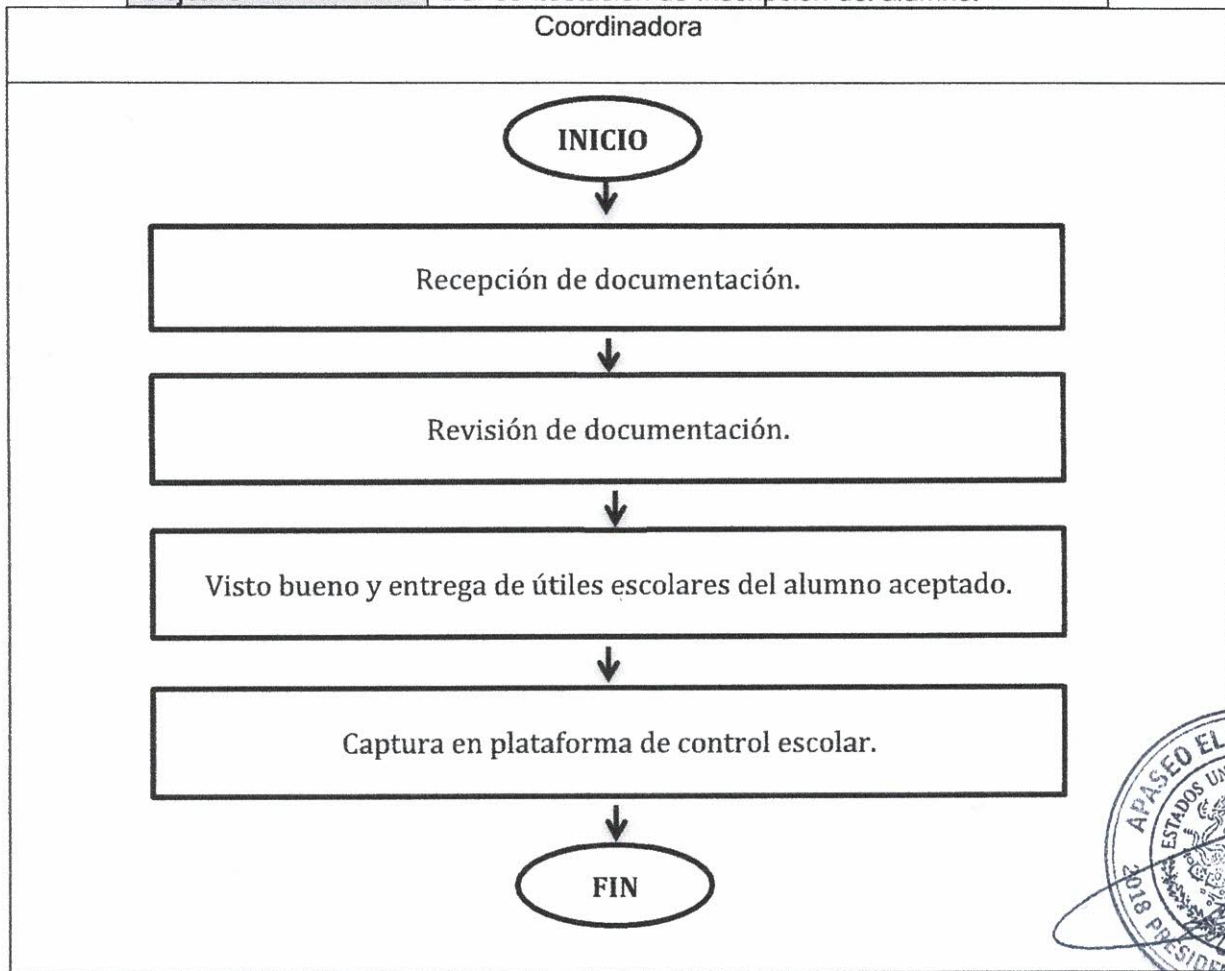 Coordinadora
INICIO
Recepción de documentación.
Revisión de documentación.
Visto bueno y entrega de útiles escolares del alumno aceptado.
Captura en plataforma de control escolar.
FIN
APASEO EL
ESTADOS
2018